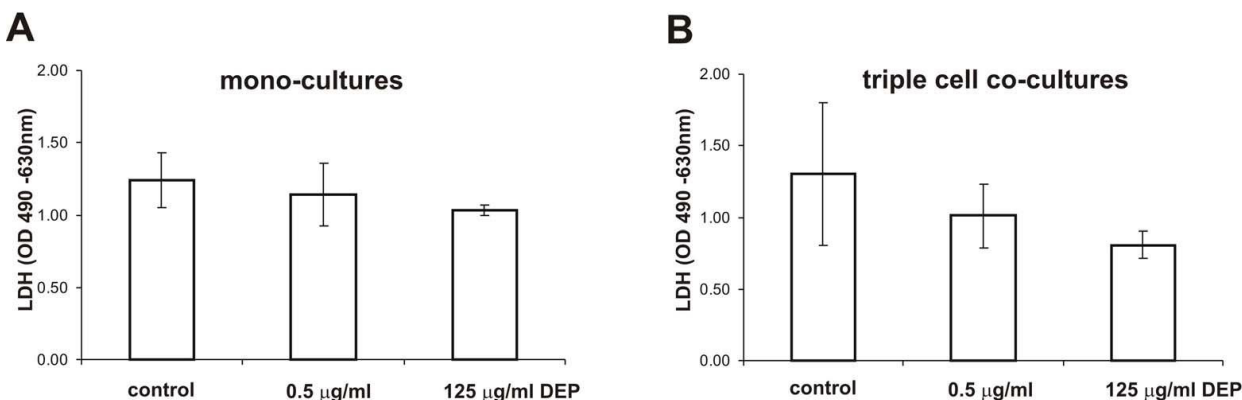 A
mono-cultures
LDH (OD 490 -630nm)
2.00
1.50
1.00
0.50
0.00
control
0.5 μg/ml
125 μg/ml DEP
B
triple cell co-cultures
LDH (OD 490 -630nm)
2.00
1.50
1.00
0.50
0.00
control
0.5 μg/ml
125 μg/ml DEP